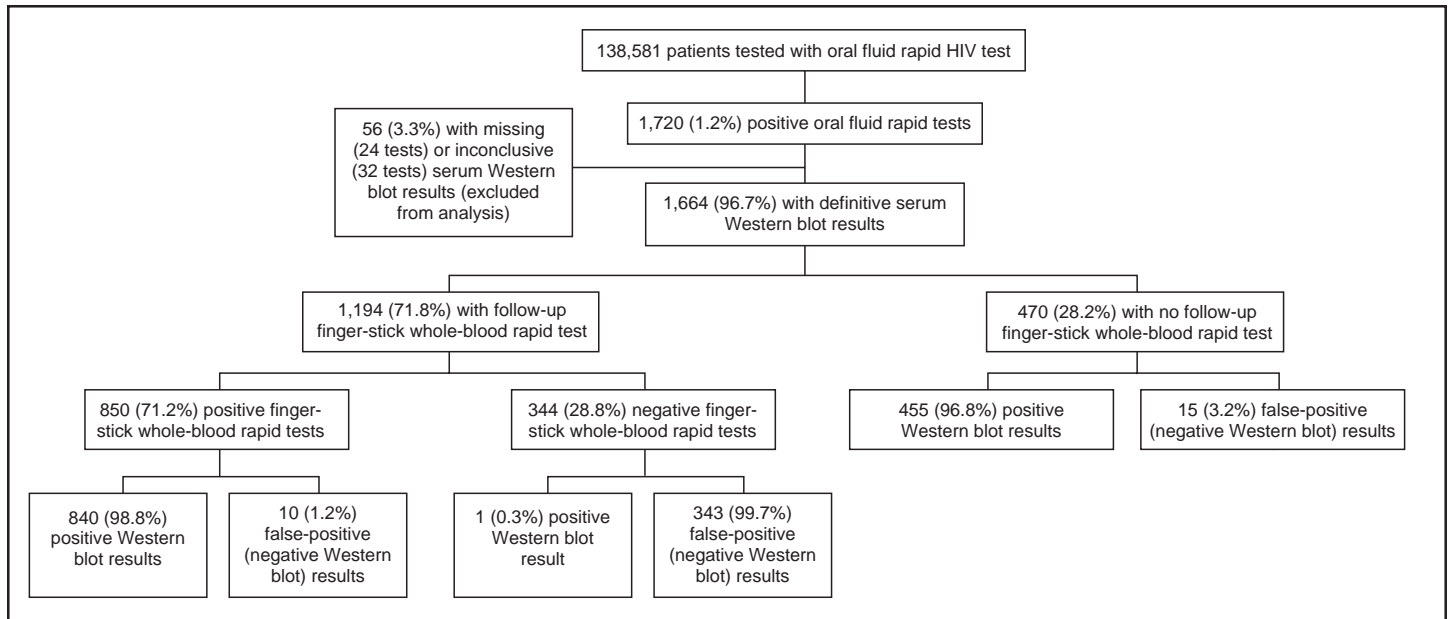 138,581 patients tested with oral fluid rapid HIV test
1,720 (1.2%) positive oral fluid rapid tests
56 (3.3%) with missing
(24 tests) or inconclusive
(32 tests) serum Western
blot results (excluded
from analysis)
1,664 (96.7%) with definitive serum
Western blot results
1,194 (71.8%) with follow-up
finger-stick whole-blood rapid test
470 (28.2%) with no follow-up
finger-stick whole-blood rapid test
850 (71.2%) positive finger-
stick whole-blood rapid tests
344 (28.8%) negative finger-
stick whole-blood rapid tests
455 (96.8%) positive
Western blot results
15 (3.2%) false-positive
(negative Western blot) results
840 (98.8%)
positive Western
blot results
10 (1.2%)
false-positive
(negative Western
blot) results
1 (0.3%) positive
Western blot
result
343 (99.7%)
false-positive
(negative Western
blot) results